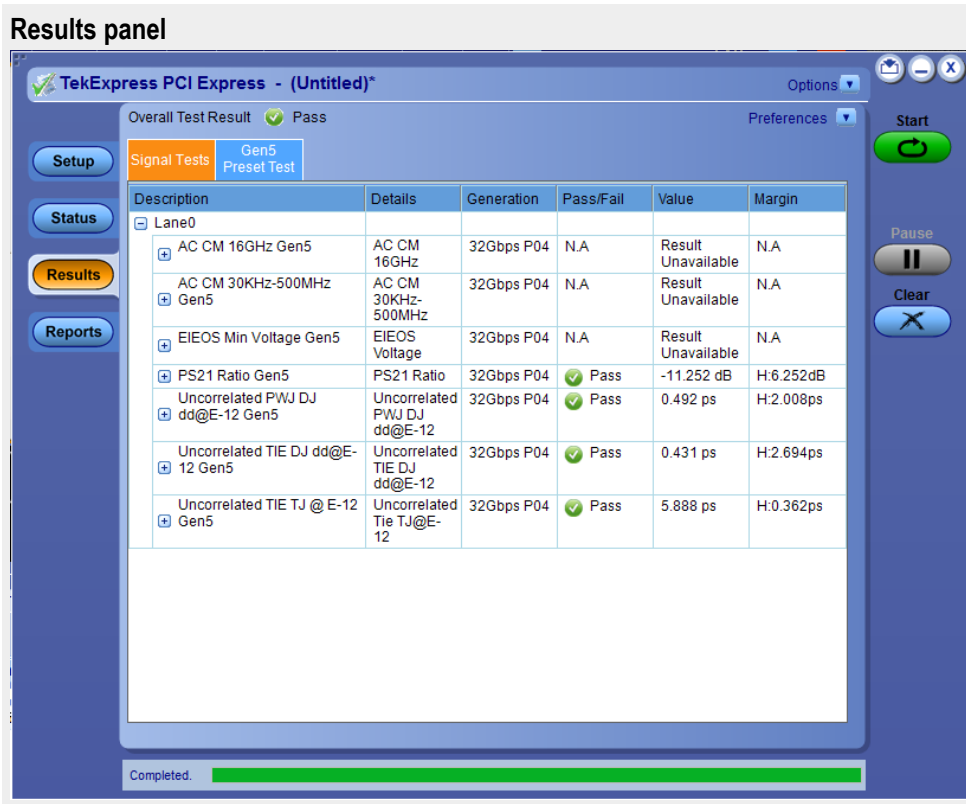 Results panel
TekExpress PCI Express - (Untitled)*
Options
X
Overall Test Result Pass
Preferences
Start
Setup
Status
Results
Reports
Pause
Clear
Signal Tests
Gen5
Preset Test
Description Details Generation Pass/Fail Value Margin
Lane0
AC CM 16GHz Gen5 AC CM 32Gbps P04 N.A Result N.A
16GHz Unavailable
AC CM 30KHz-500MHz AC CM 32Gbps P04 N.A Result N.A
Gen5 30KHz- Unavailable
500MHz
EIEOS Min Voltage Gen5 EIEOS 32Gbps P04 N.A Result N.A
Voltage Unavailable
PS21 Ratio Gen5 PS21 Ratio 32Gbps P04 Pass -11.252 dB H:6.252dB
Uncorrelated PWJ DJ Uncorrelated 32Gbps P04 Pass 0.492 ps H:2.008ps
dd@E-12 Gen5 PWJ DJ
dd@E-12
Uncorrelated TIE DJ dd@E- Uncorrelated 32Gbps P04 Pass 0.431 ps H:2.694ps
12 Gen5 TIE DJ
dd@E-12
Uncorrelated TIE TJ @ E-12 Uncorrelated 32Gbps P04 Pass 5.888 ps H:0.362ps
Gen5 Tie TJ@E-
12
Completed.